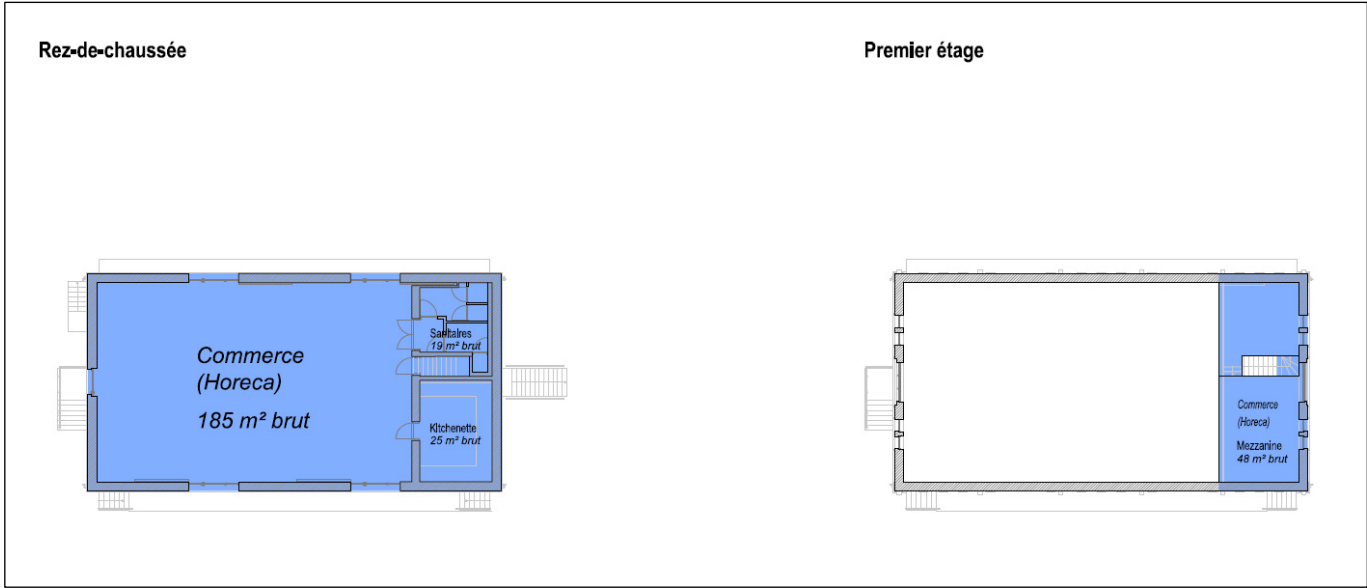 Rez-de-chaussée
Premier étage
Commerce
(Horeca)
185 m² brut
Sanitaires
19 m² brut
KItchenette
25 m² brut
Commerce
(Horeca)
Mezzanine
48 m² brut